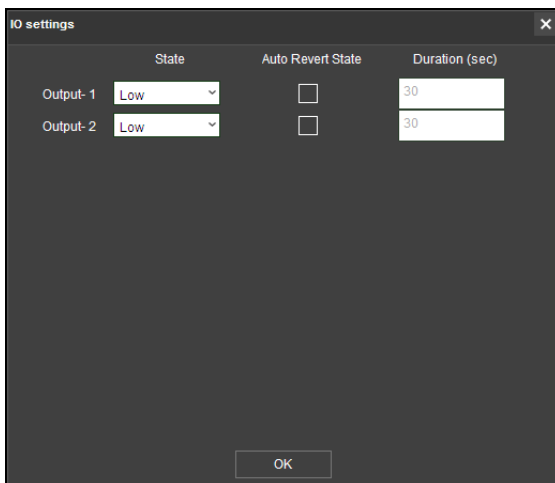 IO settings
State Auto Revert State Duration (sec)
Output- 1 Low 30
Output- 2 Low 30
OK